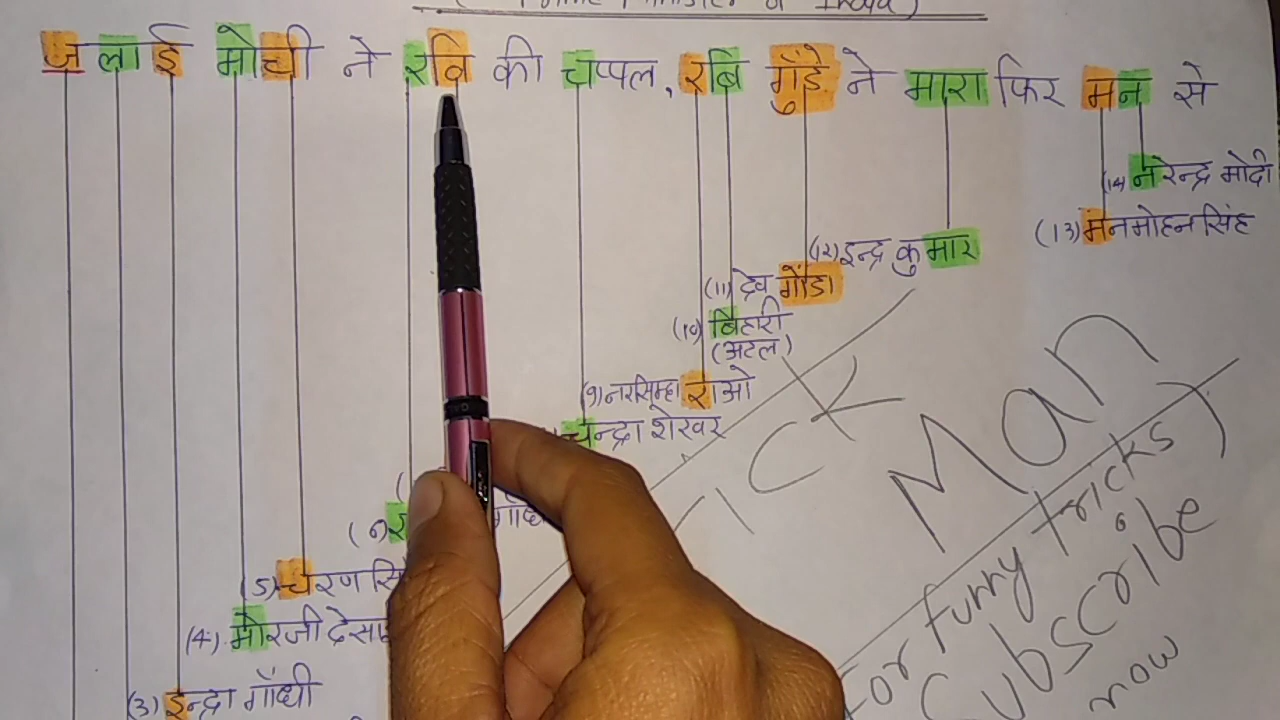 ज ला ई मोची ने रवि की चप्पल, रबि गुंडे ने मारा फिर मन से
(14) नरेन्द्र मोदी
(13) मनमोहन सिंह
(12) इन्द्र कुमार
(11) देव गौंडा
(10) बिहारी
(अटल)
(9) नरसिम्हा राओ
चन्द्रा शेखर
गाँधी
(5) चरण सिं
(4) मोरजी देसा
(3) इन्द्रा गाँधी
TRICK
Man
For Funny Tricks
Subscribe
now